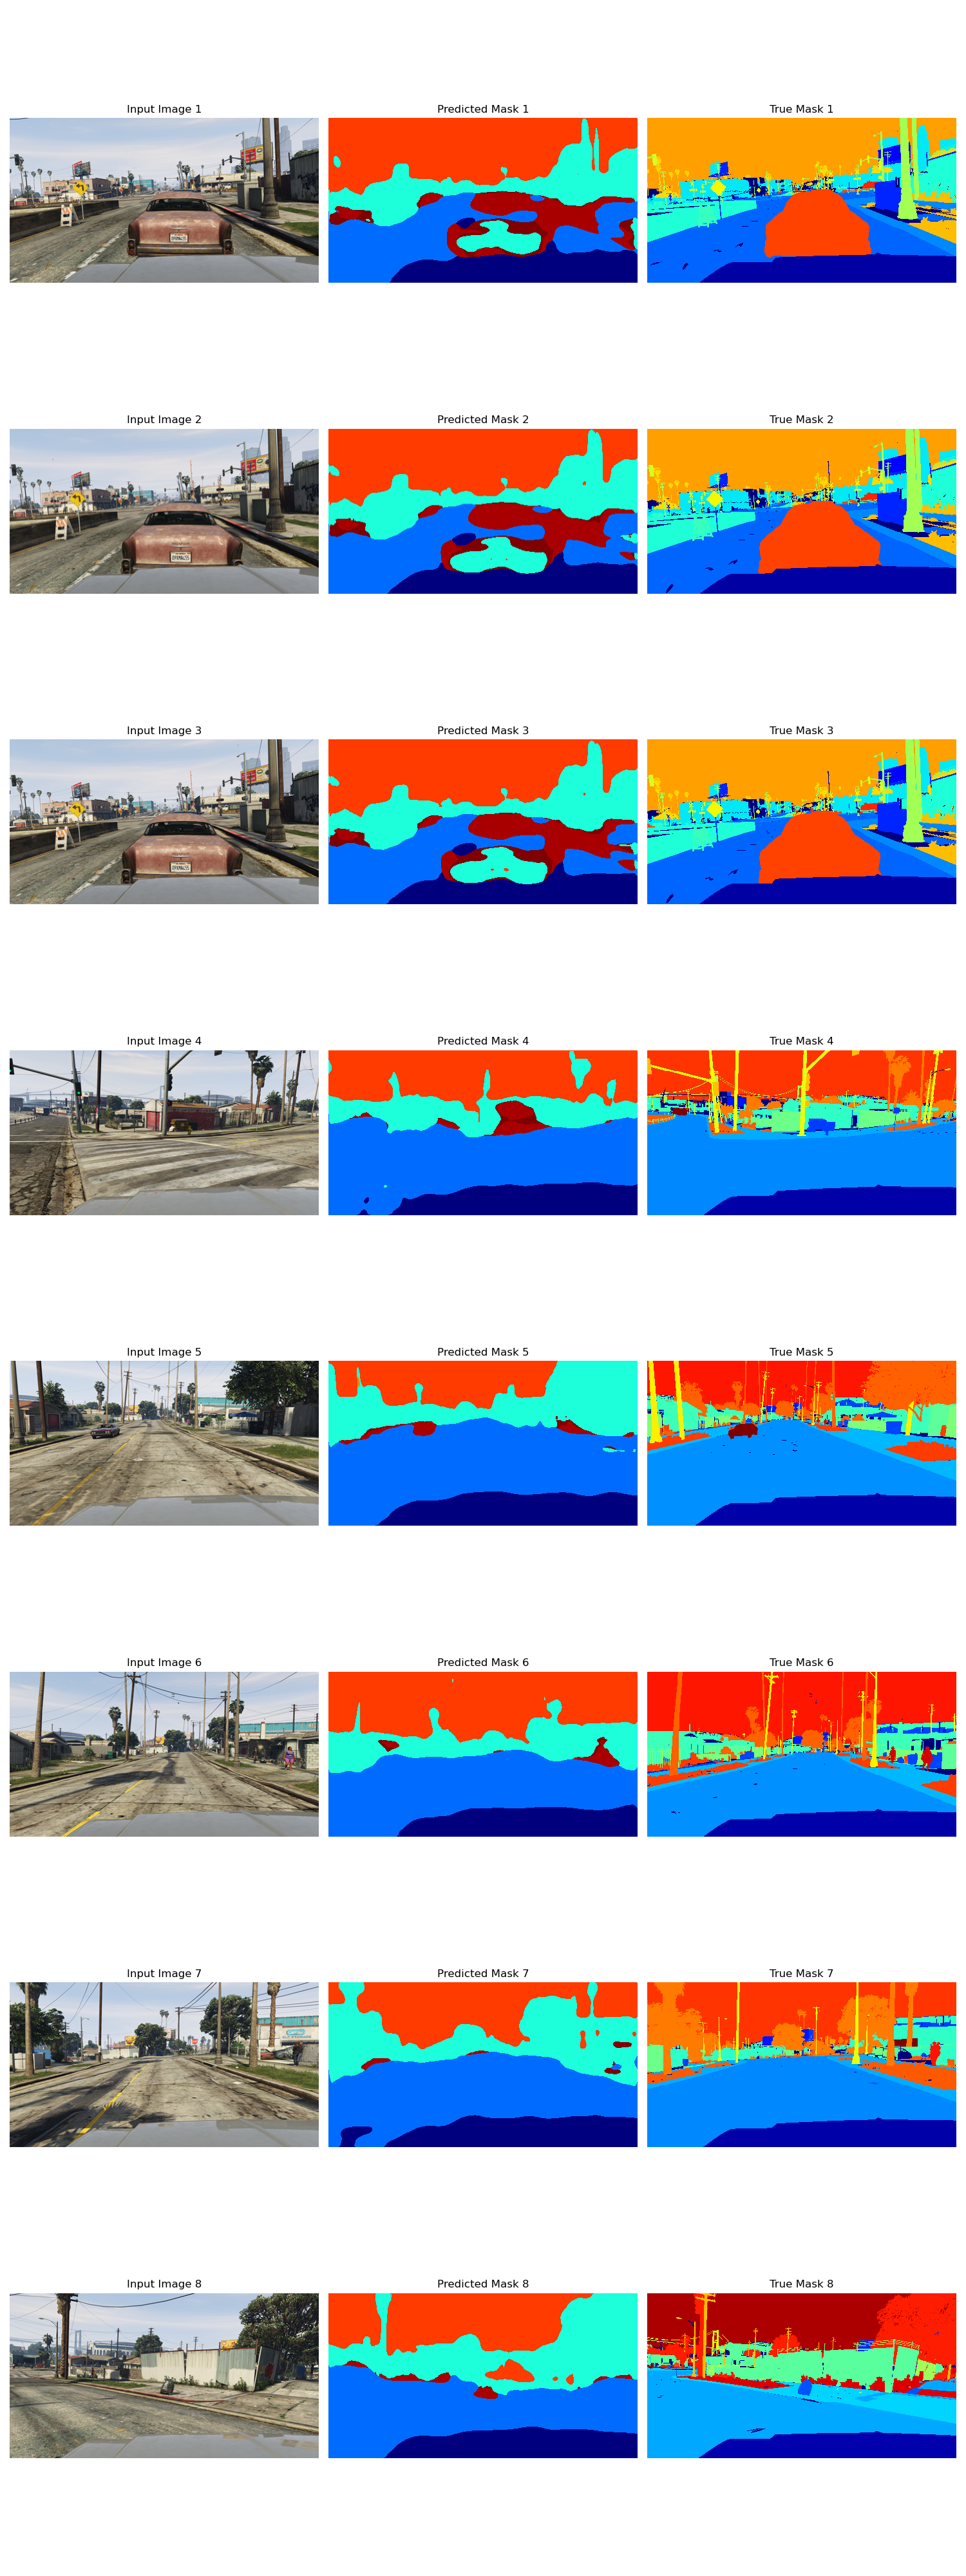 Input Image 1
Predicted Mask 1
True Mask 1
Input Image 2
Predicted Mask 2
True Mask 2
Input Image 3
Predicted Mask 3
True Mask 3
Input Image 4
Predicted Mask 4
True Mask 4
Input Image 5
Predicted Mask 5
True Mask 5
Input Image 6
Predicted Mask 6
True Mask 6
Input Image 7
Predicted Mask 7
True Mask 7
Input Image 8
Predicted Mask 8
True Mask 8